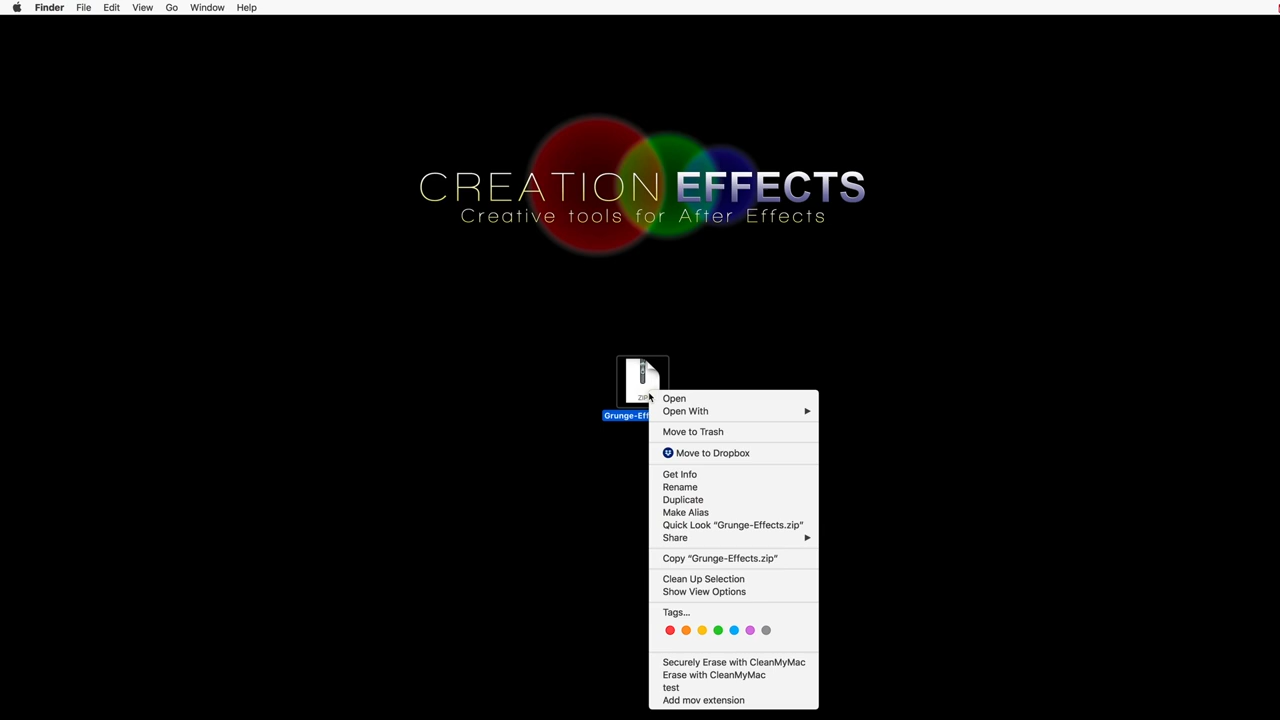 Finder File Edit View Go Window Help
CREATION EFFECTS
Creative tools for After Effects
ZIP
Grunge-Eff
Open
Open With
Move to Trash
Move to Dropbox
Get Info
Rename
Duplicate
Make Alias
Quick Look “Grunge-Effects.zip”
Share
Copy “Grunge-Effects.zip”
Clean Up Selection
Show View Options
Tags...
Securely Erase with CleanMyMac
Erase with CleanMyMac
test
Add mov extension